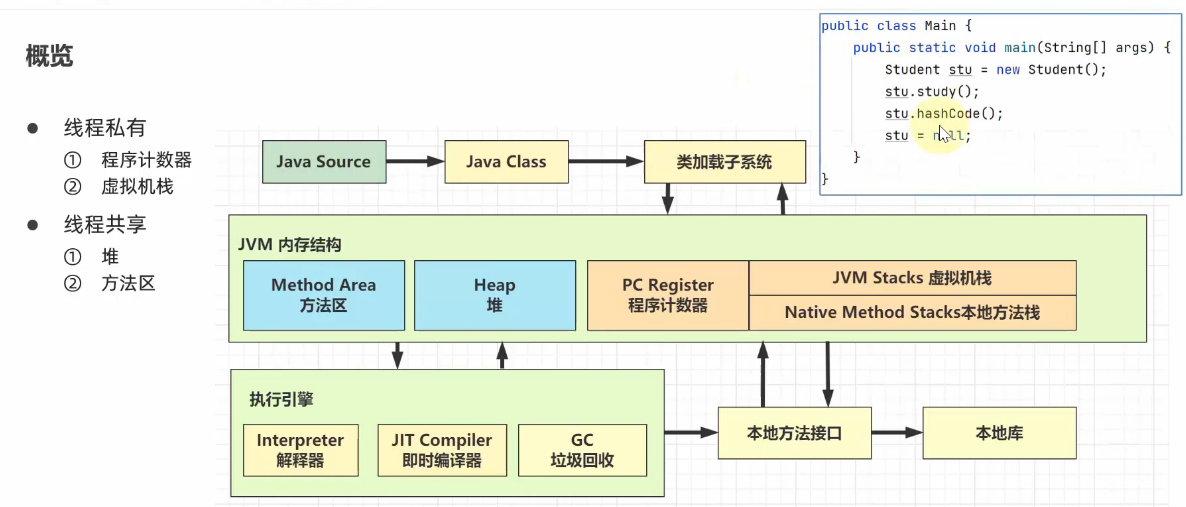 概览
● 线程私有
① 程序计数器
② 虚拟机栈
● 线程共享
① 堆
② 方法区
public class Main {
public static void main(String[] args) {
Student stu = new Student();
stu.study();
stu.hashCode();
stu = null;
}
}
Java Source
Java Class
类加载子系统
JVM 内存结构
Method Area
方法区
Heap
堆
PC Register
程序计数器
JVM Stacks 虚拟机栈
Native Method Stacks本地方法栈
执行引擎
Interpreter
解释器
JIT Compiler
即时编译器
GC
垃圾回收
本地方法接口
本地库